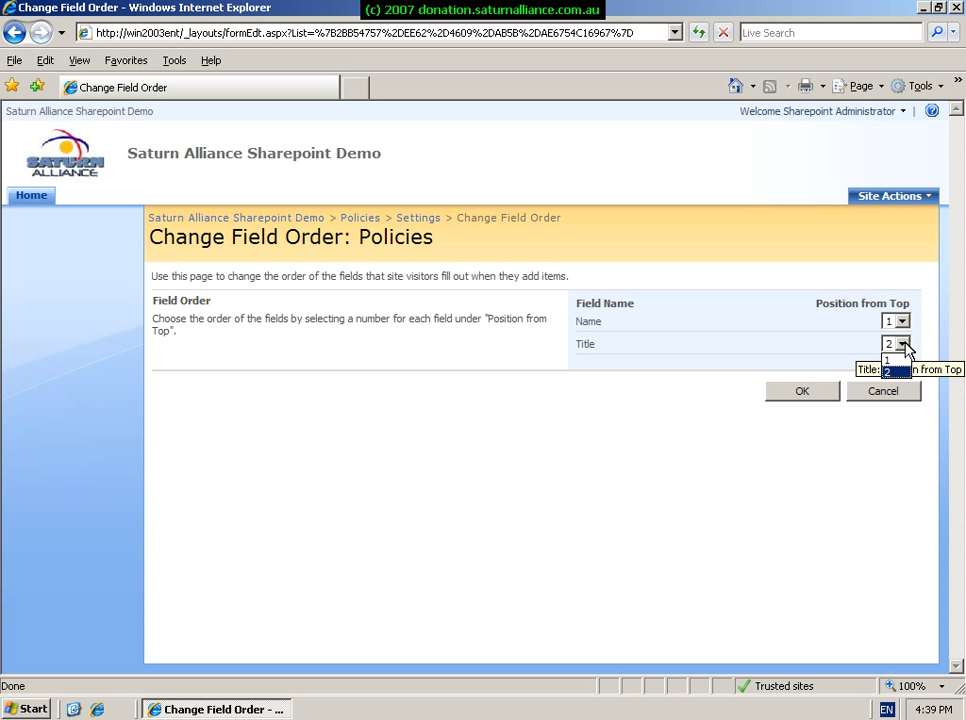 Change Field Order - Windows Internet Explorer
(c) 2007 donation.saturnalliance.com.au
http://win2003ent/_layouts/formEdt.aspx?List=%7B2BB54757%2DEE62%2D4609%2DAB5B%2DAE6754C16967%7D
Live Search
File Edit View Favorites Tools Help
Change Field Order
Page Tools »
Saturn Alliance Sharepoint Demo
Welcome Sharepoint Administrator
SATURN
ALLIANCE
Saturn Alliance Sharepoint Demo
Home
Site Actions
Saturn Alliance Sharepoint Demo > Policies > Settings > Change Field Order
Change Field Order: Policies
Use this page to change the order of the fields that site visitors fill out when they add items.
Field Order
Choose the order of the fields by selecting a number for each field under "Position from
Top".
Field Name Position from Top
Name 1
Title 2
1
2
Title: n from Top
OK Cancel
Done Trusted sites 100%
Start Change Field Order - ... EN 4:39 PM